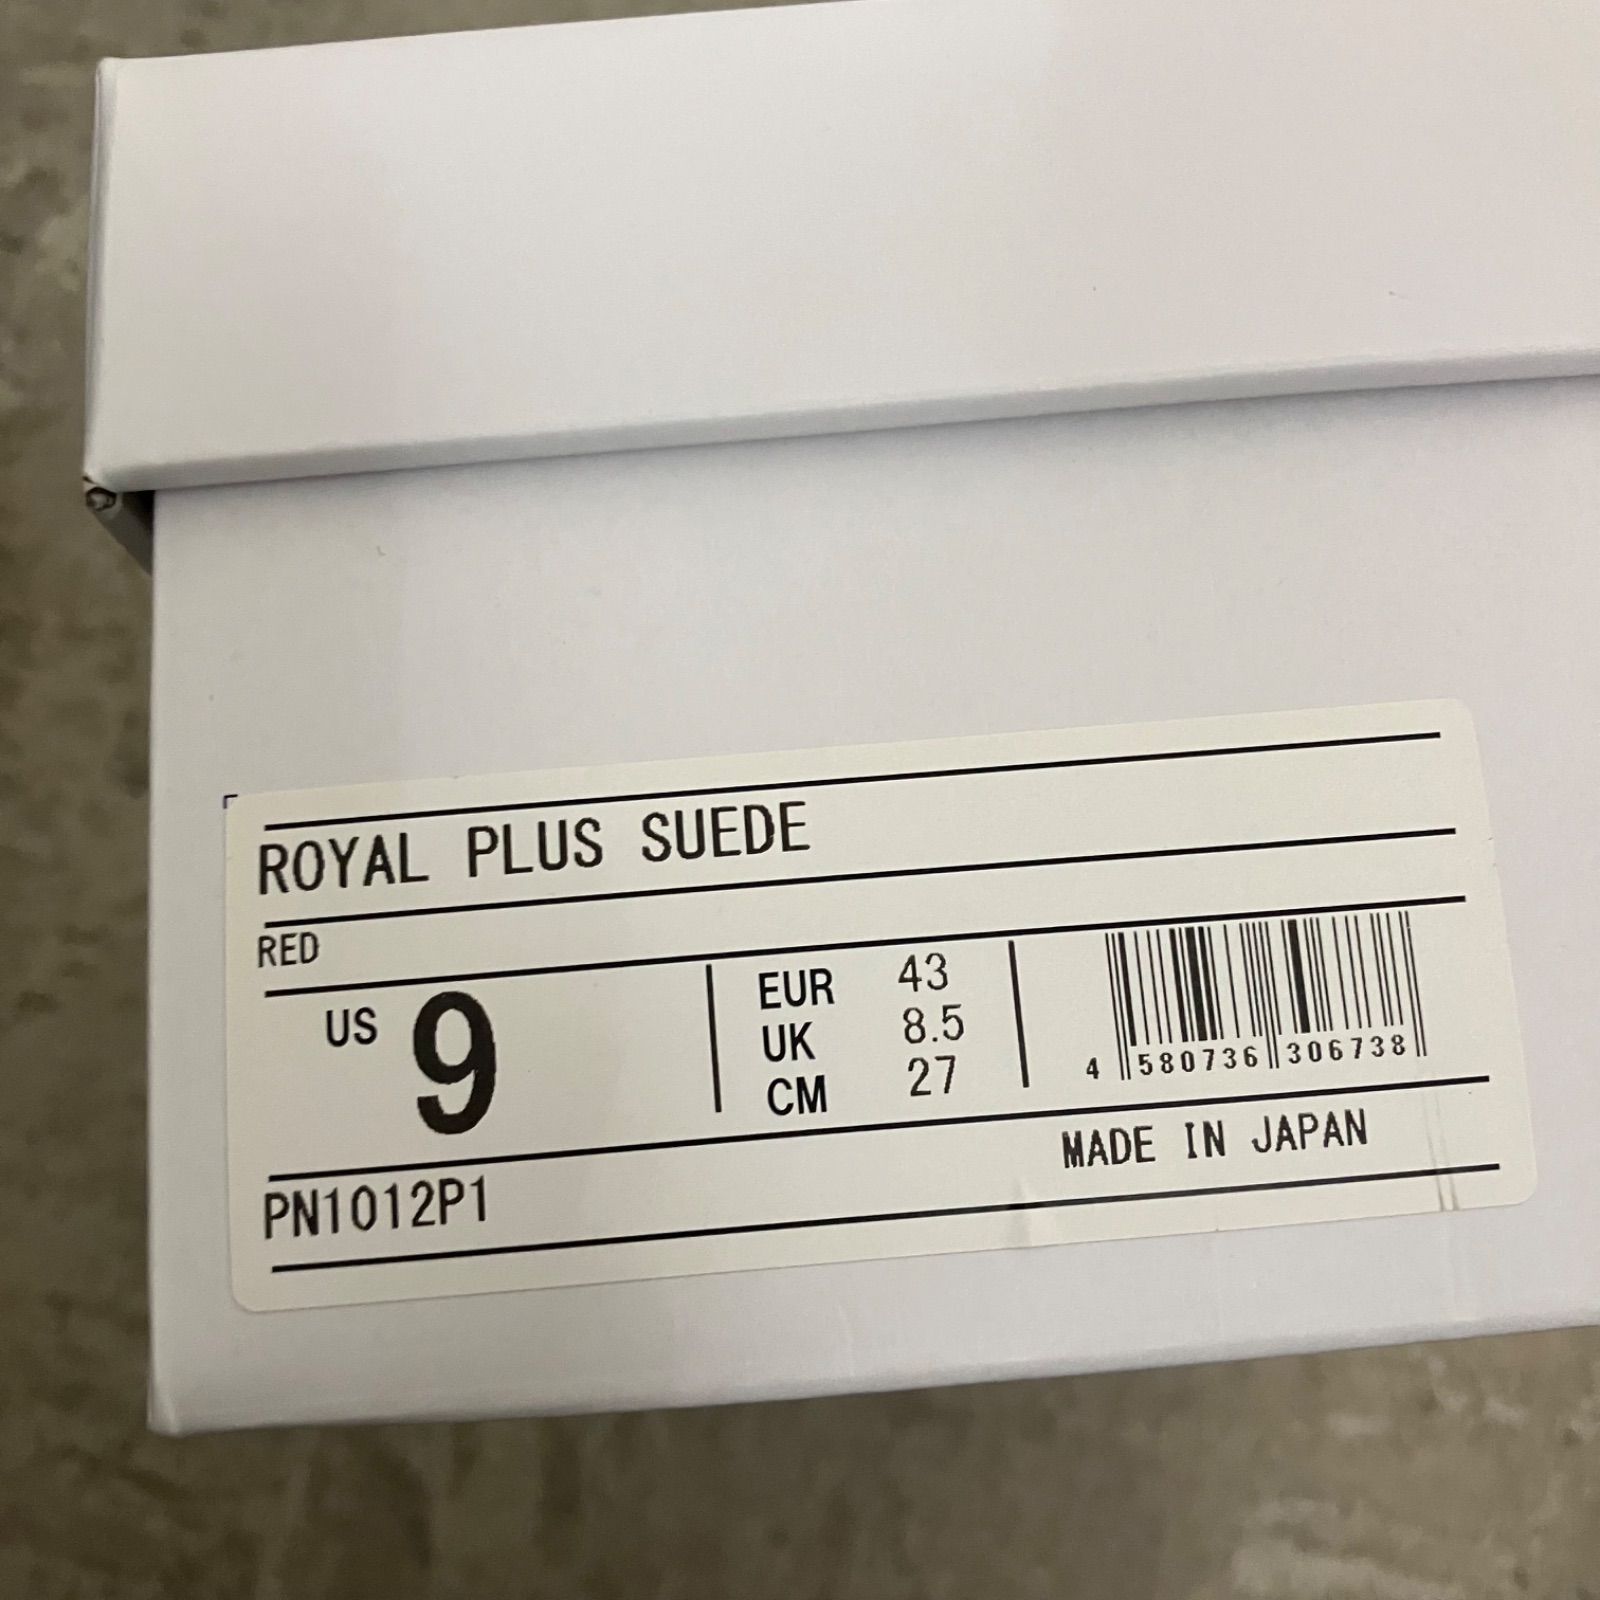 ROYAL PLUS SUEDE
RED
US 9
EUR 43
UK 8.5
CM 27
4 580736 306738
PN1012P1
MADE IN JAPAN